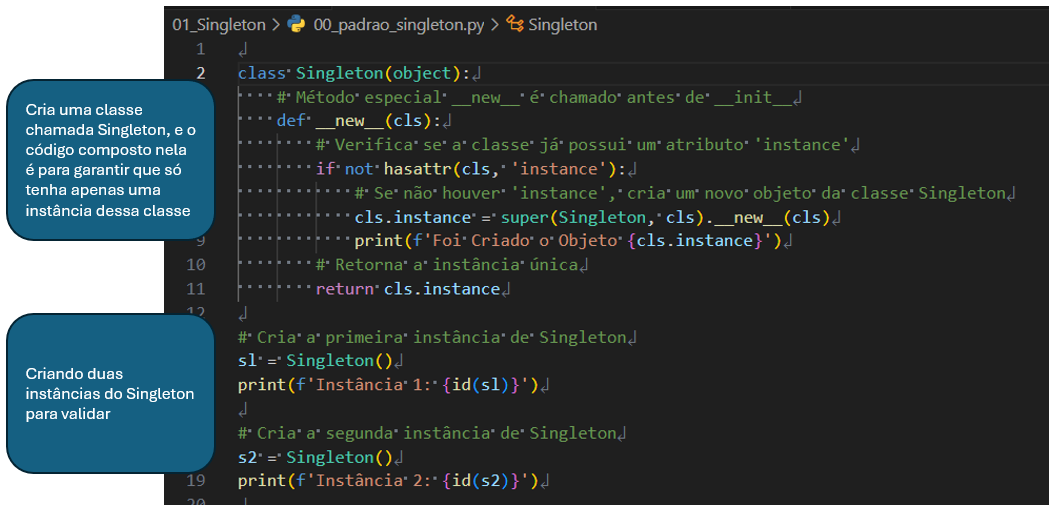 01_Singleton > 00_padrao_singleton.py > Singleton
1
2 class Singleton(object):
# Método especial __new__ é chamado antes de __init__
def __new__(cls):
# Verifica se a classe já possui um atributo 'instance'
if not hasattr(cls, 'instance'):
# Se não houver 'instance', cria um novo objeto da classe Singleton
cls.instance = super(Singleton, cls).__new__(cls)
9 print(f'Foi Criado o Objeto {cls.instance}')
10 # Retorna a instância única
11 return cls.instance
12
# Cria a primeira instância de Singleton
sl = Singleton()
print(f'Instância 1: {id(sl)}')
# Cria a segunda instância de Singleton
s2 = Singleton()
19 print(f'Instância 2: {id(s2)}')
20
Cria uma classe
chamada Singleton, e o
código composto nela
é para garantir que só
tenha apenas uma
instância dessa classe
Criando duas
instâncias do Singleton
para validar